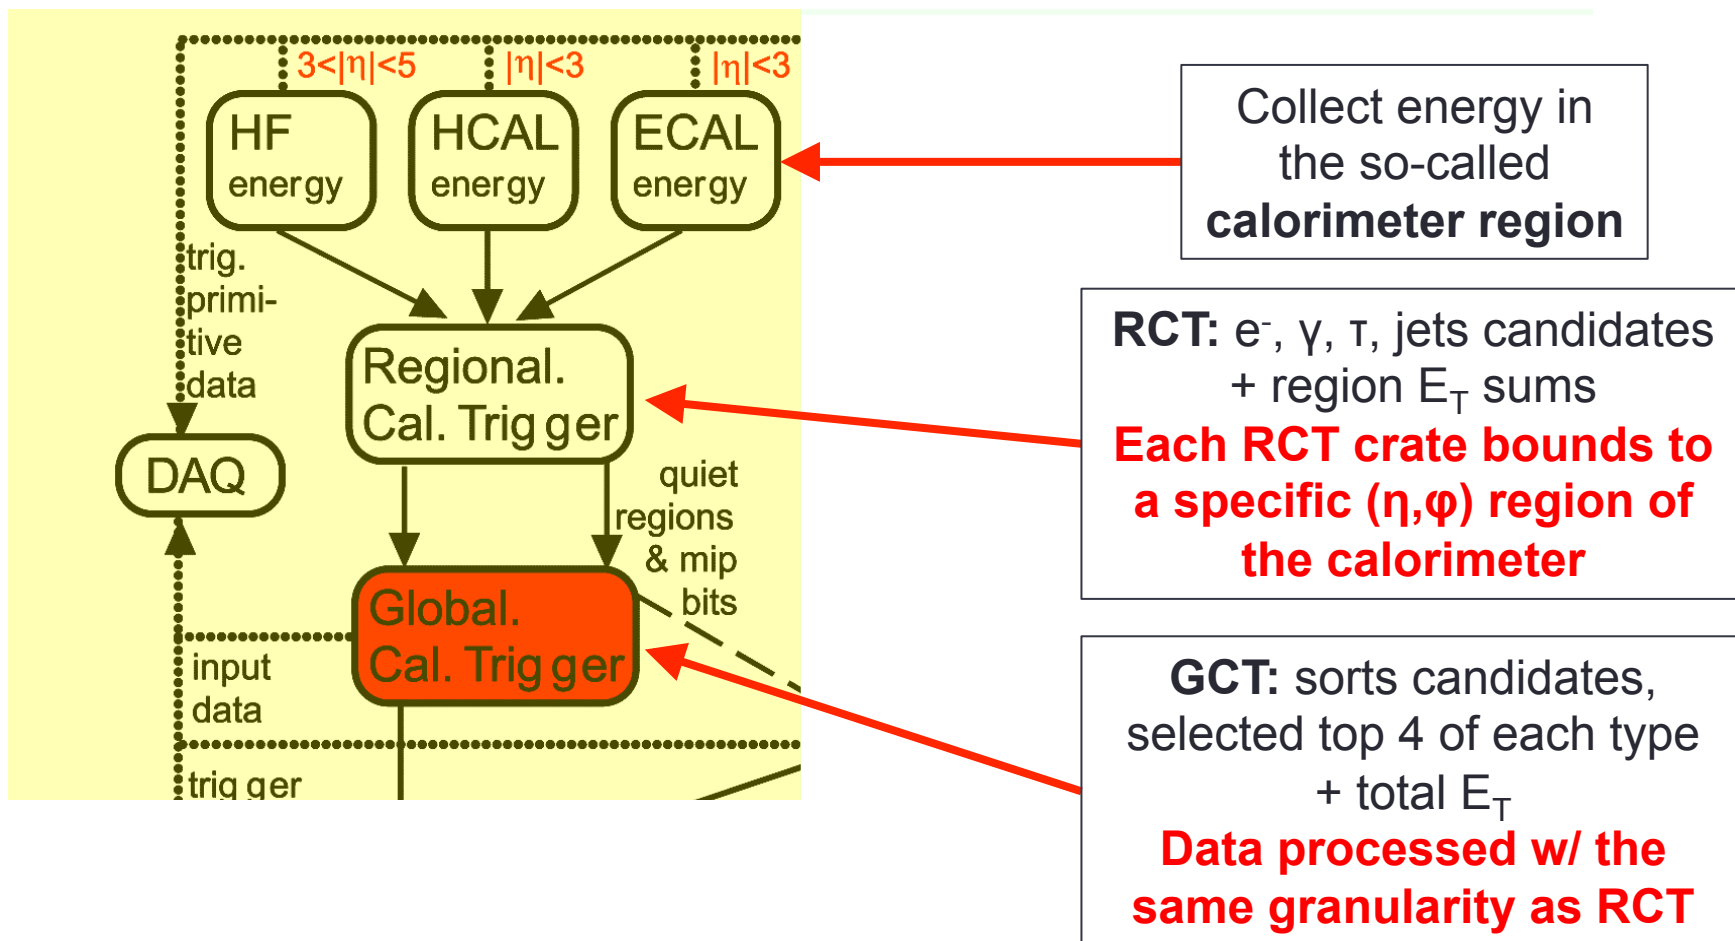 3<|η|<5
|η|<3
|η|<3
HF
energy
HCAL
energy
ECAL
energy
trig.
primi-
tive
data
Regional.
Cal. Trigger
DAQ
quiet
regions
& mip
bits
Global.
Cal. Trigger
input
data
trigger
Collect energy in
the so-called
calorimeter region
RCT: e-, γ, τ, jets candidates
+ region ET sums
Each RCT crate bounds to
a specific (η,φ) region of
the calorimeter
GCT: sorts candidates,
selected top 4 of each type
+ total ET
Data processed w/ the
same granularity as RCT